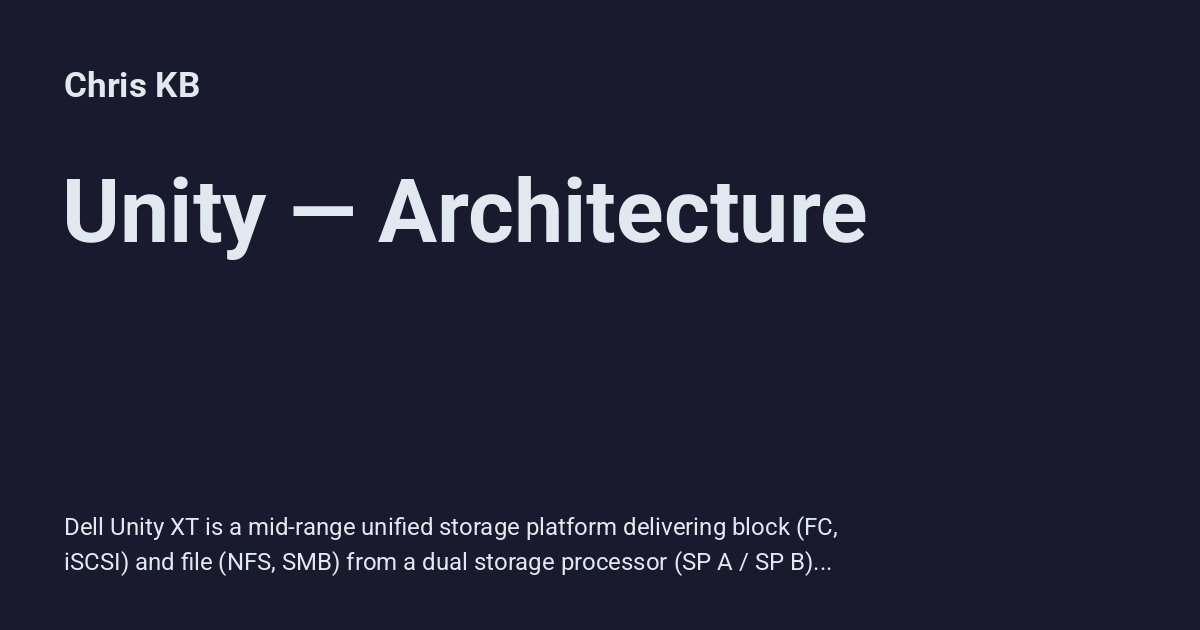 Chris KB
Unity — Architecture
Dell Unity XT is a mid-range unified storage platform delivering block (FC,
iSCSI) and file (NFS, SMB) from a dual storage processor (SP A / SP B)...